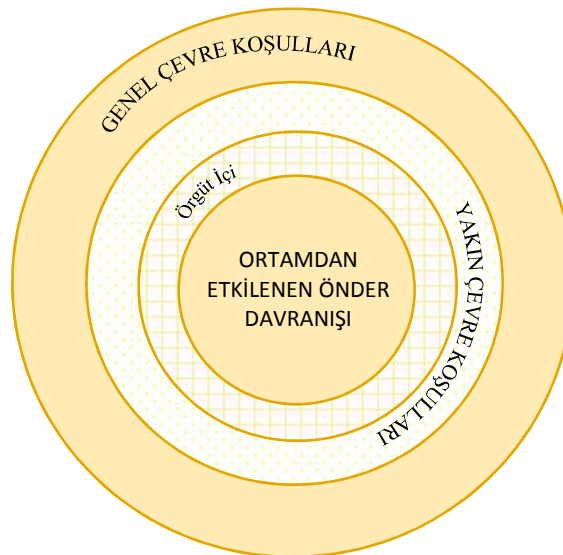 GENEL ÇEVRE KOŞULLARI
Örgüt İçi
YAKIN ÇEVRE KOŞULLARI
ORTAMDAN
ETKİLENEN ÖNDER
DAVRANIŞI